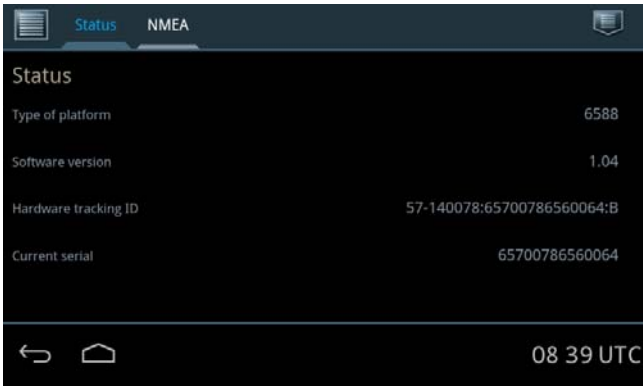 Status NMEA
Status
Type of platform 6588
Software version 1.04
Hardware tracking ID 57-140078:65700786560064:B
Current serial 65700786560064
08 39 UTC